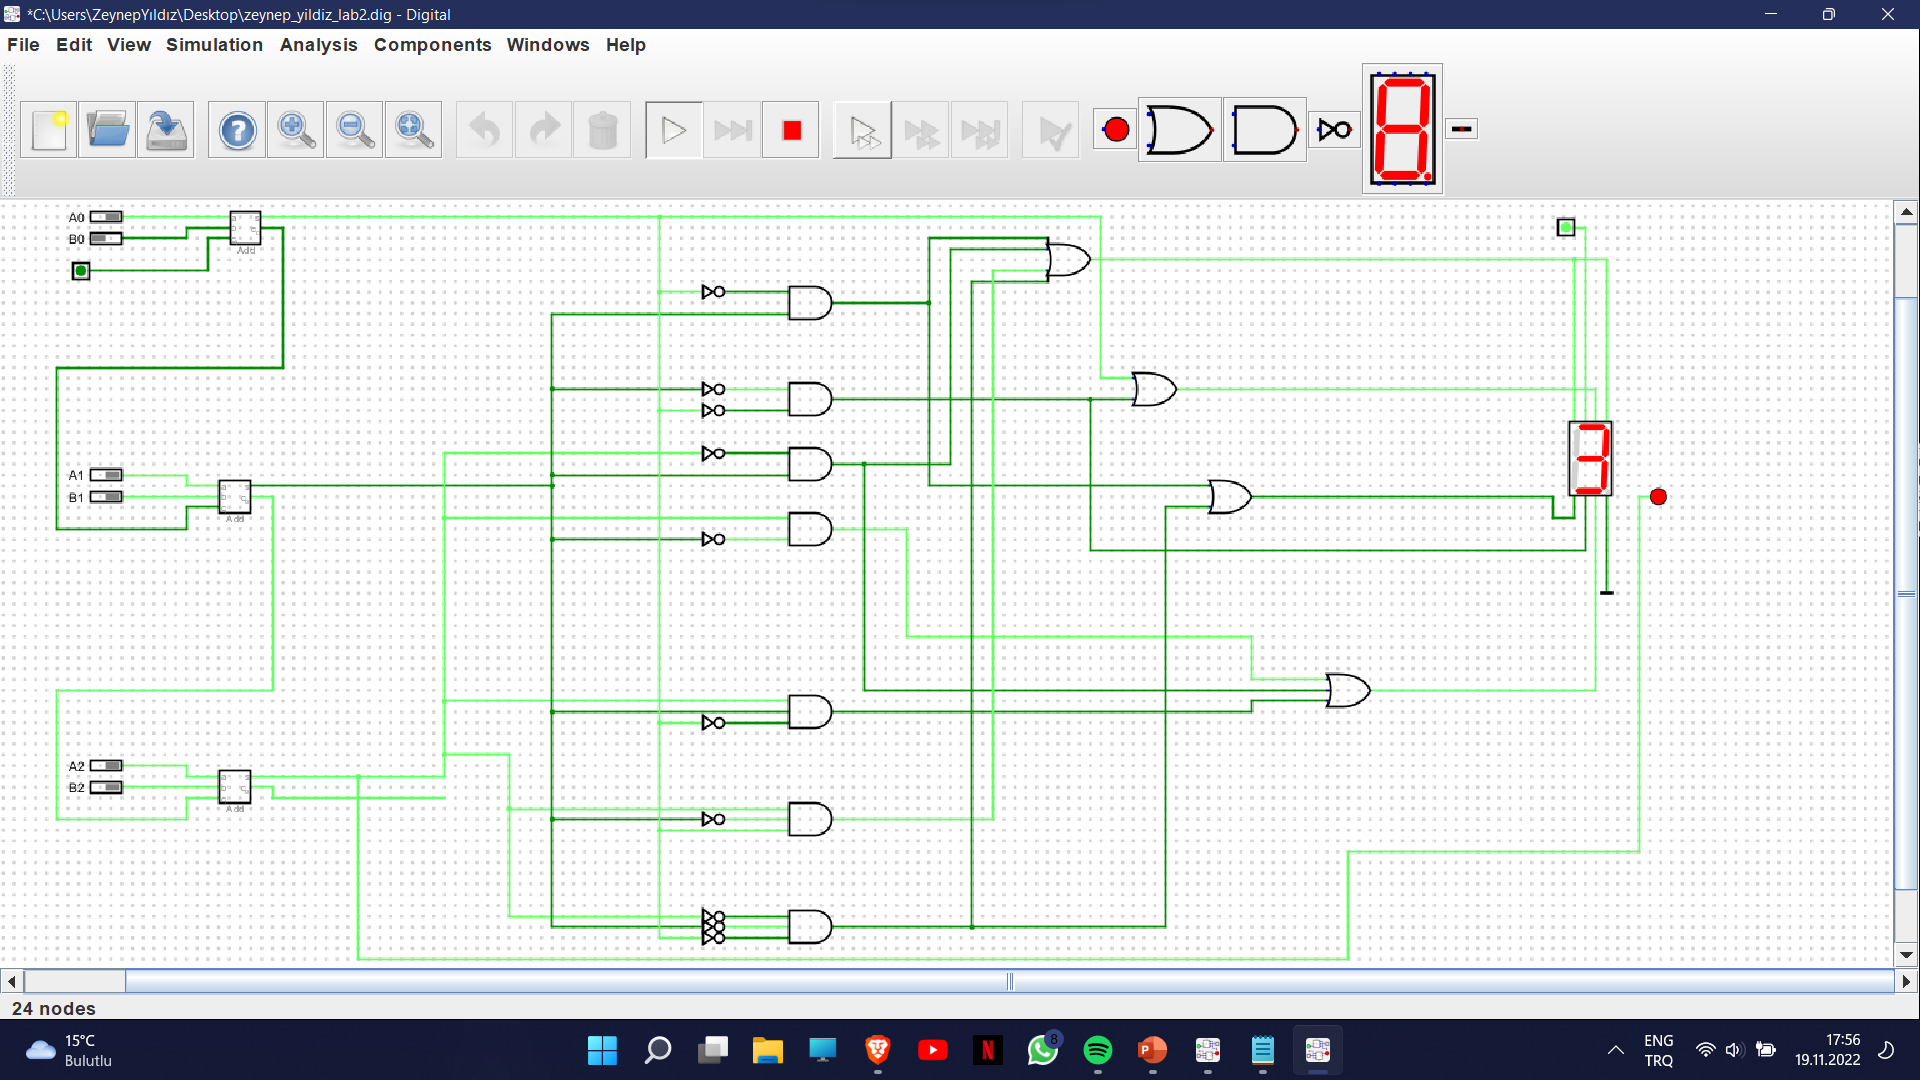 *C:\Users\ZeynepYıldız\Desktop\zeynep_yildiz_lab2.dig - Digital
File Edit View Simulation Analysis Components Windows Help
A0
B0
Add
A1
B1
Add
A2
B2
Add
24 nodes
15°C
Bulutlu
8
ENG
TRQ
17:56
19.11.2022